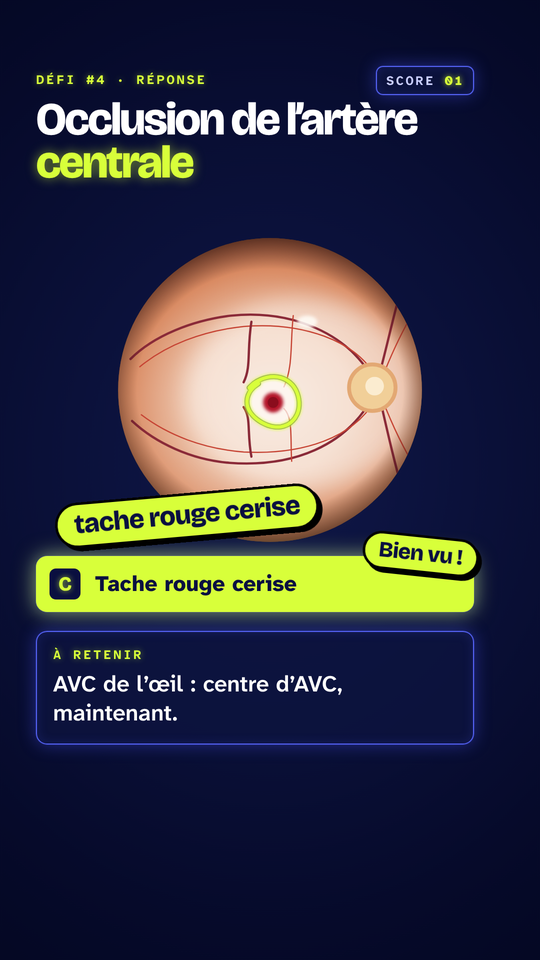 DÉFI #4 · RÉPONSE
SCORE 01
Occlusion de l'artère
centrale
tache rouge cerise
Bien vu !
C Tache rouge cerise
À RETENIR
AVC de l'œil : centre d'AVC,
maintenant.